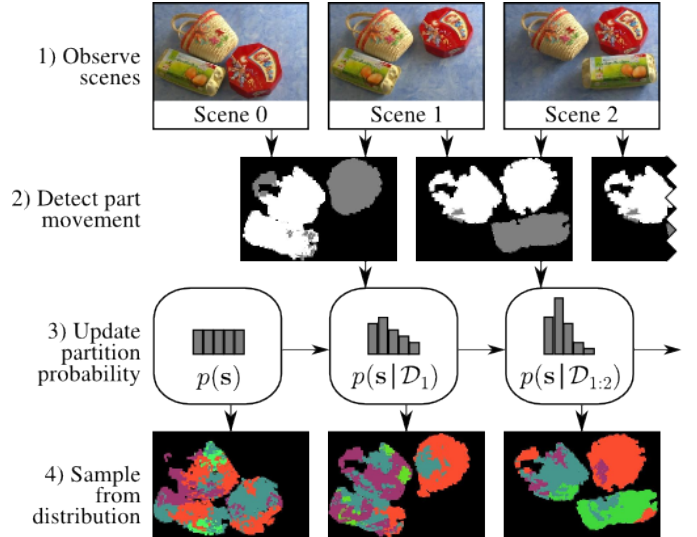 1) Observe
scenes
Scene 0
Scene 1
Scene 2
2) Detect part
movement
3) Update
partition
probability
p(s)
p(s | D₁)
p(s | D₁:₂)
4) Sample
from
distribution